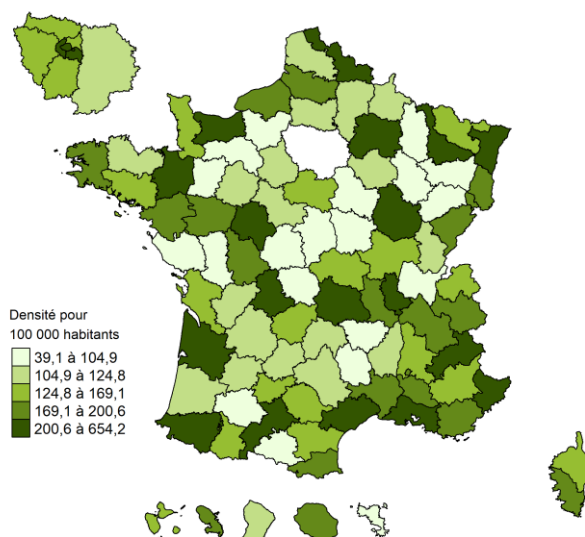 Densité pour
100 000 habitants
39,1 à 104,9
104,9 à 124,8
124,8 à 169,1
169,1 à 200,6
200,6 à 654,2